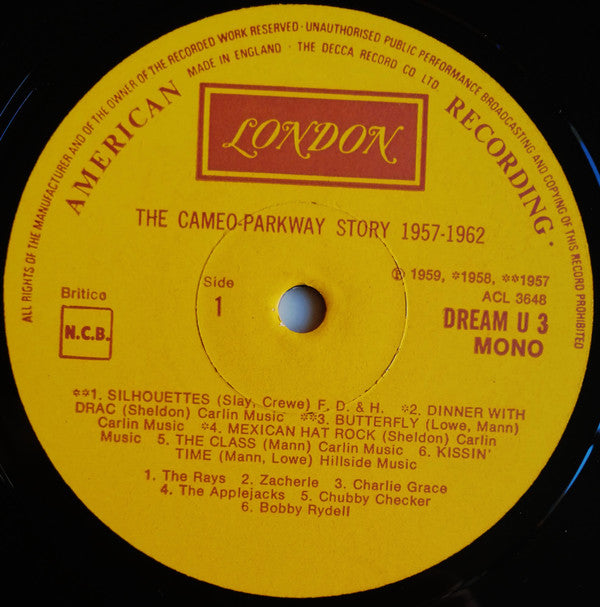 ALL RIGHTS OF THE MANUFACTURER AND OF THE OWNER OF THE RECORDED WORK RESERVED · UNAUTHORISED PUBLIC PERFORMANCE BROADCASTING AND COPYING OF THIS RECORD PROHIBITED
MADE IN ENGLAND · THE DECCA RECORD CO LTD
AMERICAN RECORDING.
LONDON
THE CAMEO-PARKWAY STORY 1957-1962
Side
1
℗ 1959, *1958, **1957
ACL 3648
DREAM U 3
MONO
Britico
N.C.B.
**1. SILHOUETTES (Slay, Crewe) F. D. & H. *2. DINNER WITH
DRAC (Sheldon) Carlin Music **3. BUTTERFLY (Lowe, Mann)
Carlin Music *4. MEXICAN HAT ROCK (Sheldon) Carlin
Music 5. THE CLASS (Mann) Carlin Music 6. KISSIN'
TIME (Mann, Lowe) Hillside Music
1. The Rays 2. Zacherle 3. Charlie Grace
4. The Applejacks 5. Chubby Checker
6. Bobby Rydell